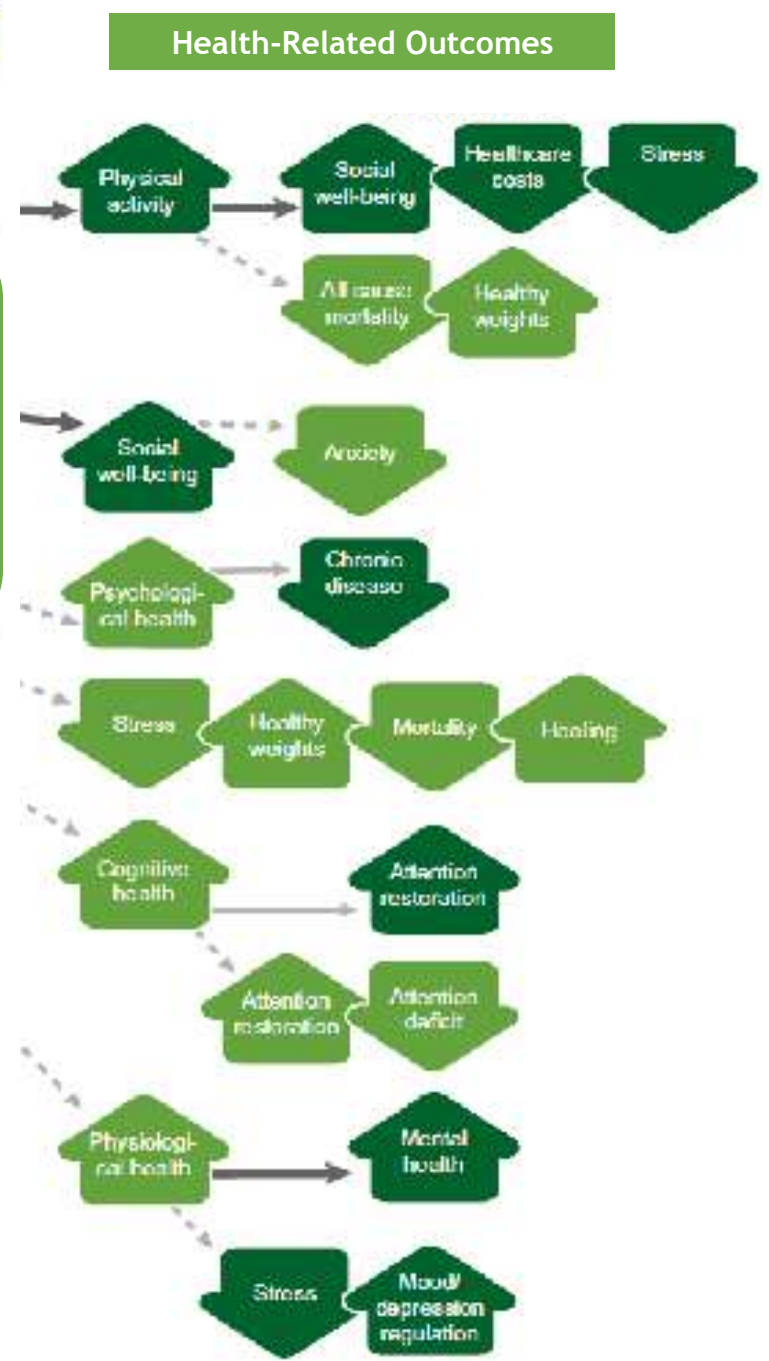 Health-Related Outcomes
Physical
activity
Social
well-being
Healthcare
costs
Stress
All cause
mortality
Healthy
weights
Social
well-being
Anxiety
Chronic
disease
Psychologi-
cal health
Stress
Healthy
weights
Mortality
Healing
Cognitive
health
Attention
restoration
Attention
restoration
Attention
deficit
Physiologi-
cal health
Mental
health
Stress
Mood/
depression
regulation